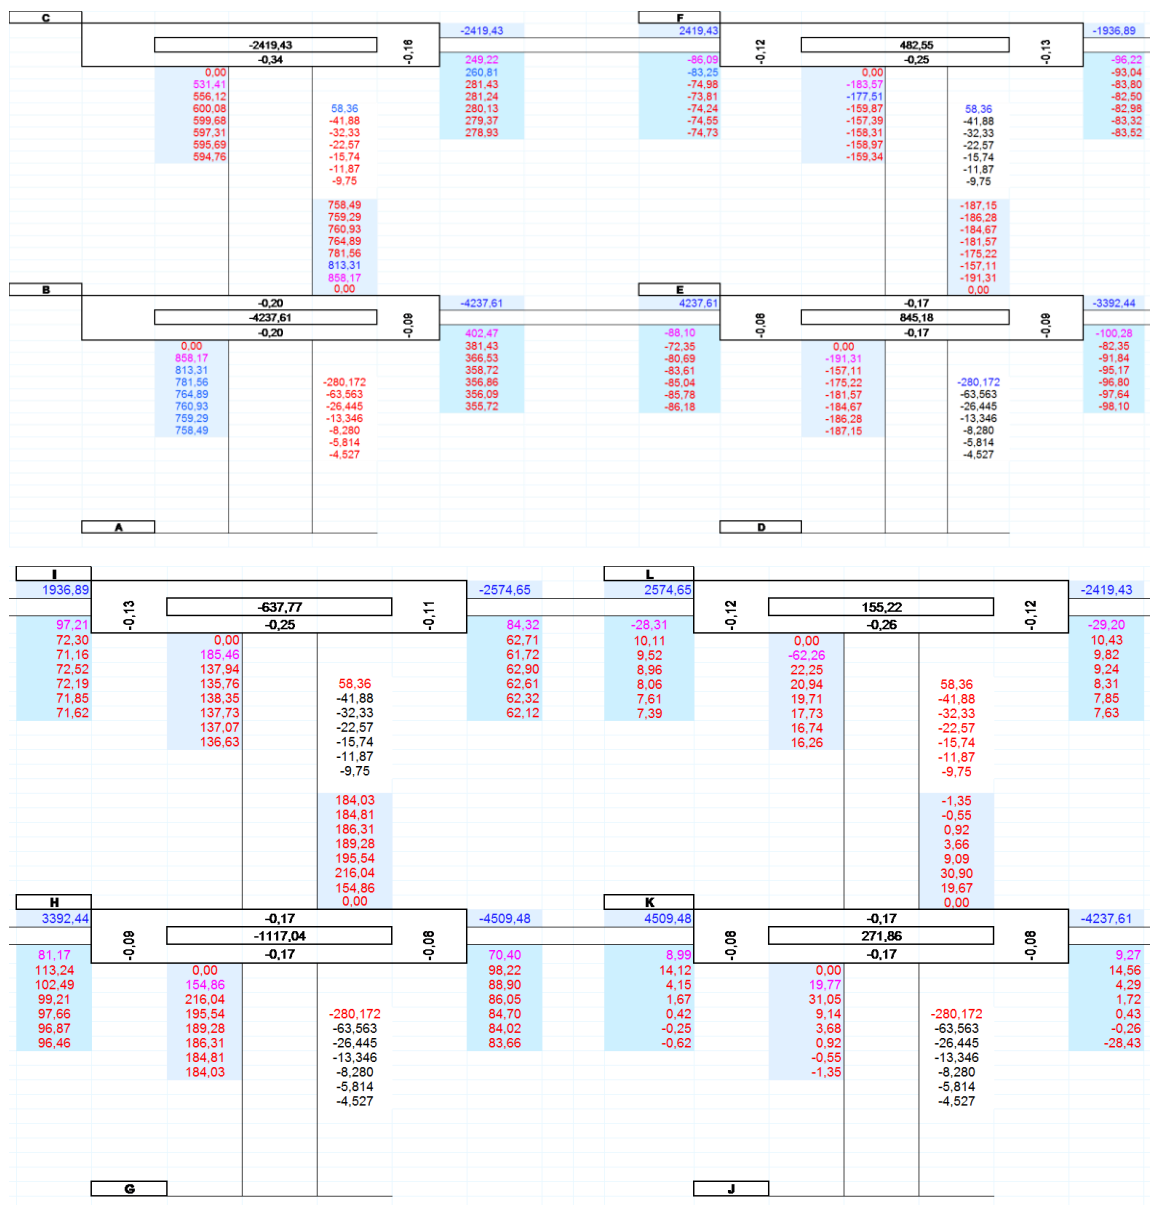 C F
-2419,43 2419,43 -1936,89
-2419,43 -0,16 -0,12 482,55 -0,13
-0,34 -0,25
249,22 -86,09 -96,22
0,00 260,81 -83,25 0,00 -93,04
531,41 281,43 -74,98 -183,57 -83,80
556,12 281,24 -73,81 -177,51 -82,50
600,08 58,36 280,13 -74,24 -159,87 58,36 -82,98
599,68 -41,88 279,37 -74,55 -157,39 -41,88 -83,32
597,31 -32,33 278,93 -74,73 -158,31 -32,33 -83,52
595,69 -22,57 -158,97 -22,57
594,76 -15,74 -159,34 -15,74
-11,87 -11,87
-9,75 -9,75
758,49 -187,15
759,29 -186,28
760,93 -184,67
764,89 -181,57
781,56 -175,22
813,31 -157,11
858,17 -191,31
B 0,00 E 0,00
-0,20 -4237,61 4237,61 -0,17 -3392,44
-4237,61 -0,09 -0,08 845,18 -0,09
-0,20 402,47 -88,10 -0,17 -100,28
0,00 381,43 -72,35 0,00 -82,35
858,17 366,53 -80,69 -191,31 -91,84
813,31 358,72 -83,61 -157,11 -95,17
781,56 -280,172 356,86 -85,04 -175,22 -280,172 -96,80
764,89 -63,563 356,09 -85,78 -181,57 -63,563 -97,64
760,93 -26,445 355,72 -86,18 -184,67 -26,445 -98,10
759,29 -13,346 -186,28 -13,346
758,49 -8,280 -187,15 -8,280
-5,814 -5,814
-4,527 -4,527
A D
I L
1936,89 -2574,65 2574,65 -2419,43
-0,13 -637,77 -0,11 -0,12 155,22 -0,12
97,21 -0,25 84,32 -28,31 -0,26 -29,20
72,30 0,00 62,71 10,11 0,00 10,43
71,16 185,46 61,72 9,52 -62,26 9,82
72,52 137,94 62,90 8,96 22,25 9,24
72,19 135,76 58,36 62,61 8,06 20,94 58,36 8,31
71,85 138,35 -41,88 62,32 7,61 19,71 -41,88 7,85
71,62 137,73 -32,33 62,12 7,39 17,73 -32,33 7,63
137,07 -22,57 16,74 -22,57
136,63 -15,74 16,26 -15,74
-11,87 -11,87
-9,75 -9,75
184,03 -1,35
184,81 -0,55
186,31 0,92
189,28 3,66
195,54 9,09
216,04 30,90
154,86 19,67
H 0,00 K 0,00
3392,44 -0,17 -4509,48 4509,48 -0,17 -4237,61
-0,09 -1117,04 -0,08 -0,08 271,86 -0,08
81,17 -0,17 70,40 8,99 -0,17 9,27
113,24 0,00 98,22 14,12 0,00 14,56
102,49 154,86 88,90 4,15 19,77 4,29
99,21 216,04 86,05 1,67 31,05 1,72
97,66 195,54 -280,172 84,70 0,42 9,14 -280,172 0,43
96,87 189,28 -63,563 84,02 -0,25 3,68 -63,563 -0,26
96,46 186,31 -26,445 83,66 -0,62 0,92 -26,445 -28,43
184,81 -13,346 -0,55 -13,346
184,03 -8,280 -1,35 -8,280
-5,814 -5,814
-4,527 -4,527
G J